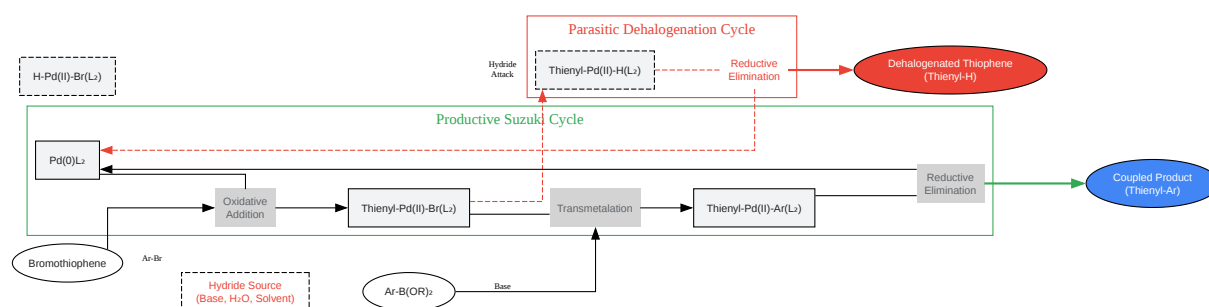 Parasitic Dehalogenation Cycle
H-Pd(II)-Br(L₂)
Hydride
Attack
Thienyl-Pd(II)-H(L₂)
Reductive
Elimination
Dehalogenated Thiophene
(Thienyl-H)
Productive Suzuki Cycle
Pd(0)L₂
Oxidative
Addition
Thienyl-Pd(II)-Br(L₂)
Transmetalation
Thienyl-Pd(II)-Ar(L₂)
Reductive
Elimination
Coupled Product
(Thienyl-Ar)
Bromothiophene
Ar-Br
Hydride Source
(Base, H₂O, Solvent)
Ar-B(OR)₂
Base